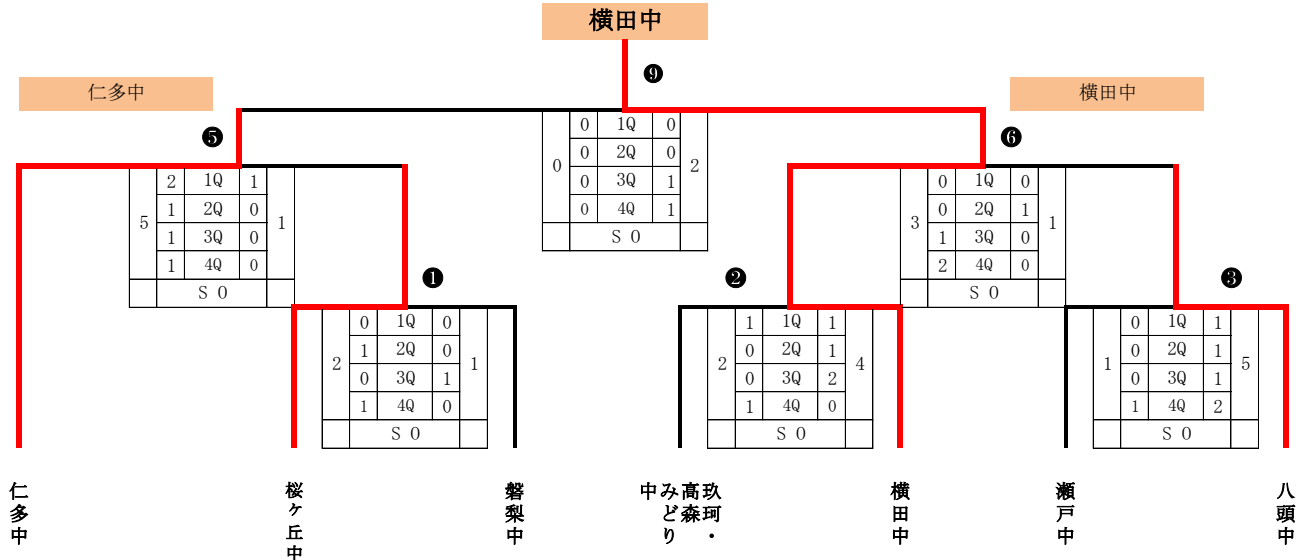 横田中
❾
仁多中
横田中
❺
❻
0 1Q 0
0 2Q 0
0 3Q 1
0 4Q 1
0 2
S O
2 1Q 1
1 2Q 0
1 3Q 0
1 4Q 0
5 1
S O
0 1Q 0
0 2Q 1
1 3Q 0
2 4Q 0
3 1
S O
❶
❷
❸
0 1Q 0
1 2Q 0
0 3Q 1
1 4Q 0
2 1
S O
1 1Q 1
0 2Q 1
0 3Q 2
1 4Q 0
2 4
S O
0 1Q 1
0 2Q 1
0 3Q 1
1 4Q 2
1 5
S O
仁多中
桜ヶ丘中
磐梨中
玖珂・
高森
みどり
中
横田中
瀬戸中
八頭中